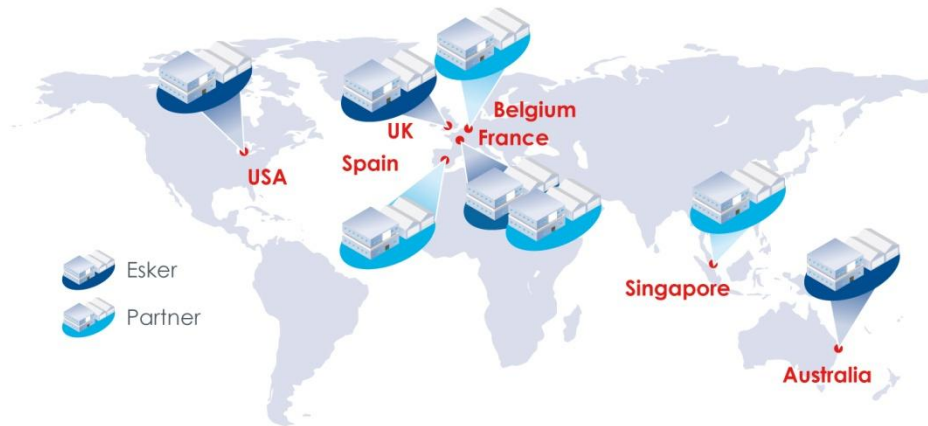 Belgium
UK
France
Spain
USA
Esker
Partner
Singapore
Australia